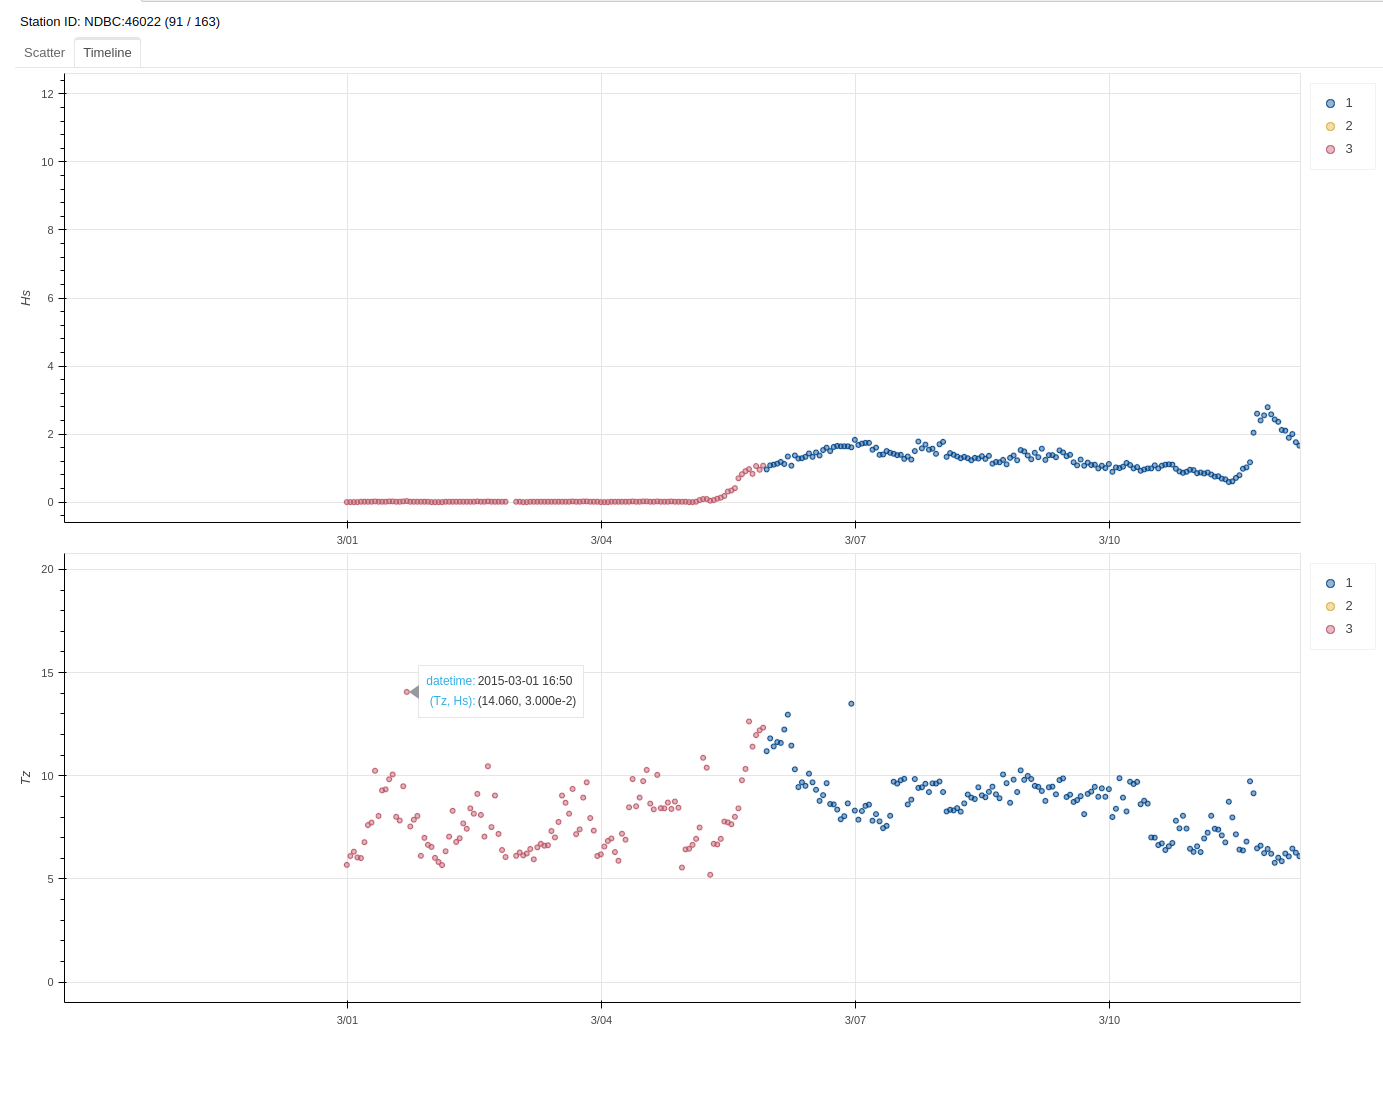 Station ID: NDBC:46022 (91 / 163)
Scatter Timeline
12
10
8
6
4
2
0
Hs
3/01 3/04 3/07 3/10
1
2
3
20
15
10
5
0
Tz
datetime: 2015-03-01 16:50
(Tz, Hs): (14.060, 3.000e-2)
3/01 3/04 3/07 3/10
1
2
3